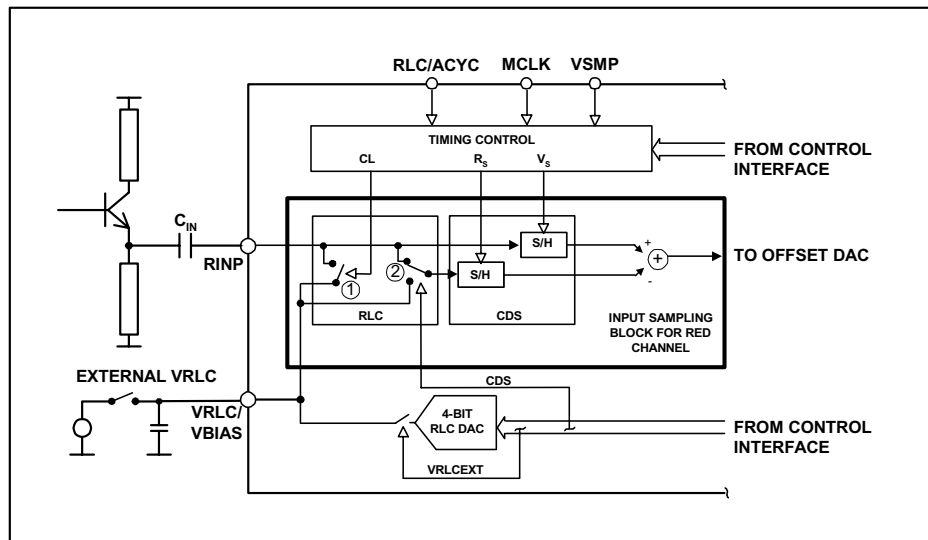 RLC/ACYC MCLK VSMP
TIMING CONTROL
CL RS VS
FROM CONTROL
INTERFACE
CIN
RINP
1
2
S/H
S/H
+
+
-
TO OFFSET DAC
RLC
CDS
INPUT SAMPLING
BLOCK FOR RED
CHANNEL
EXTERNAL VRLC
VRLC/
VBIAS
CDS
4-BIT
RLC DAC
VRLCEXT
FROM CONTROL
INTERFACE